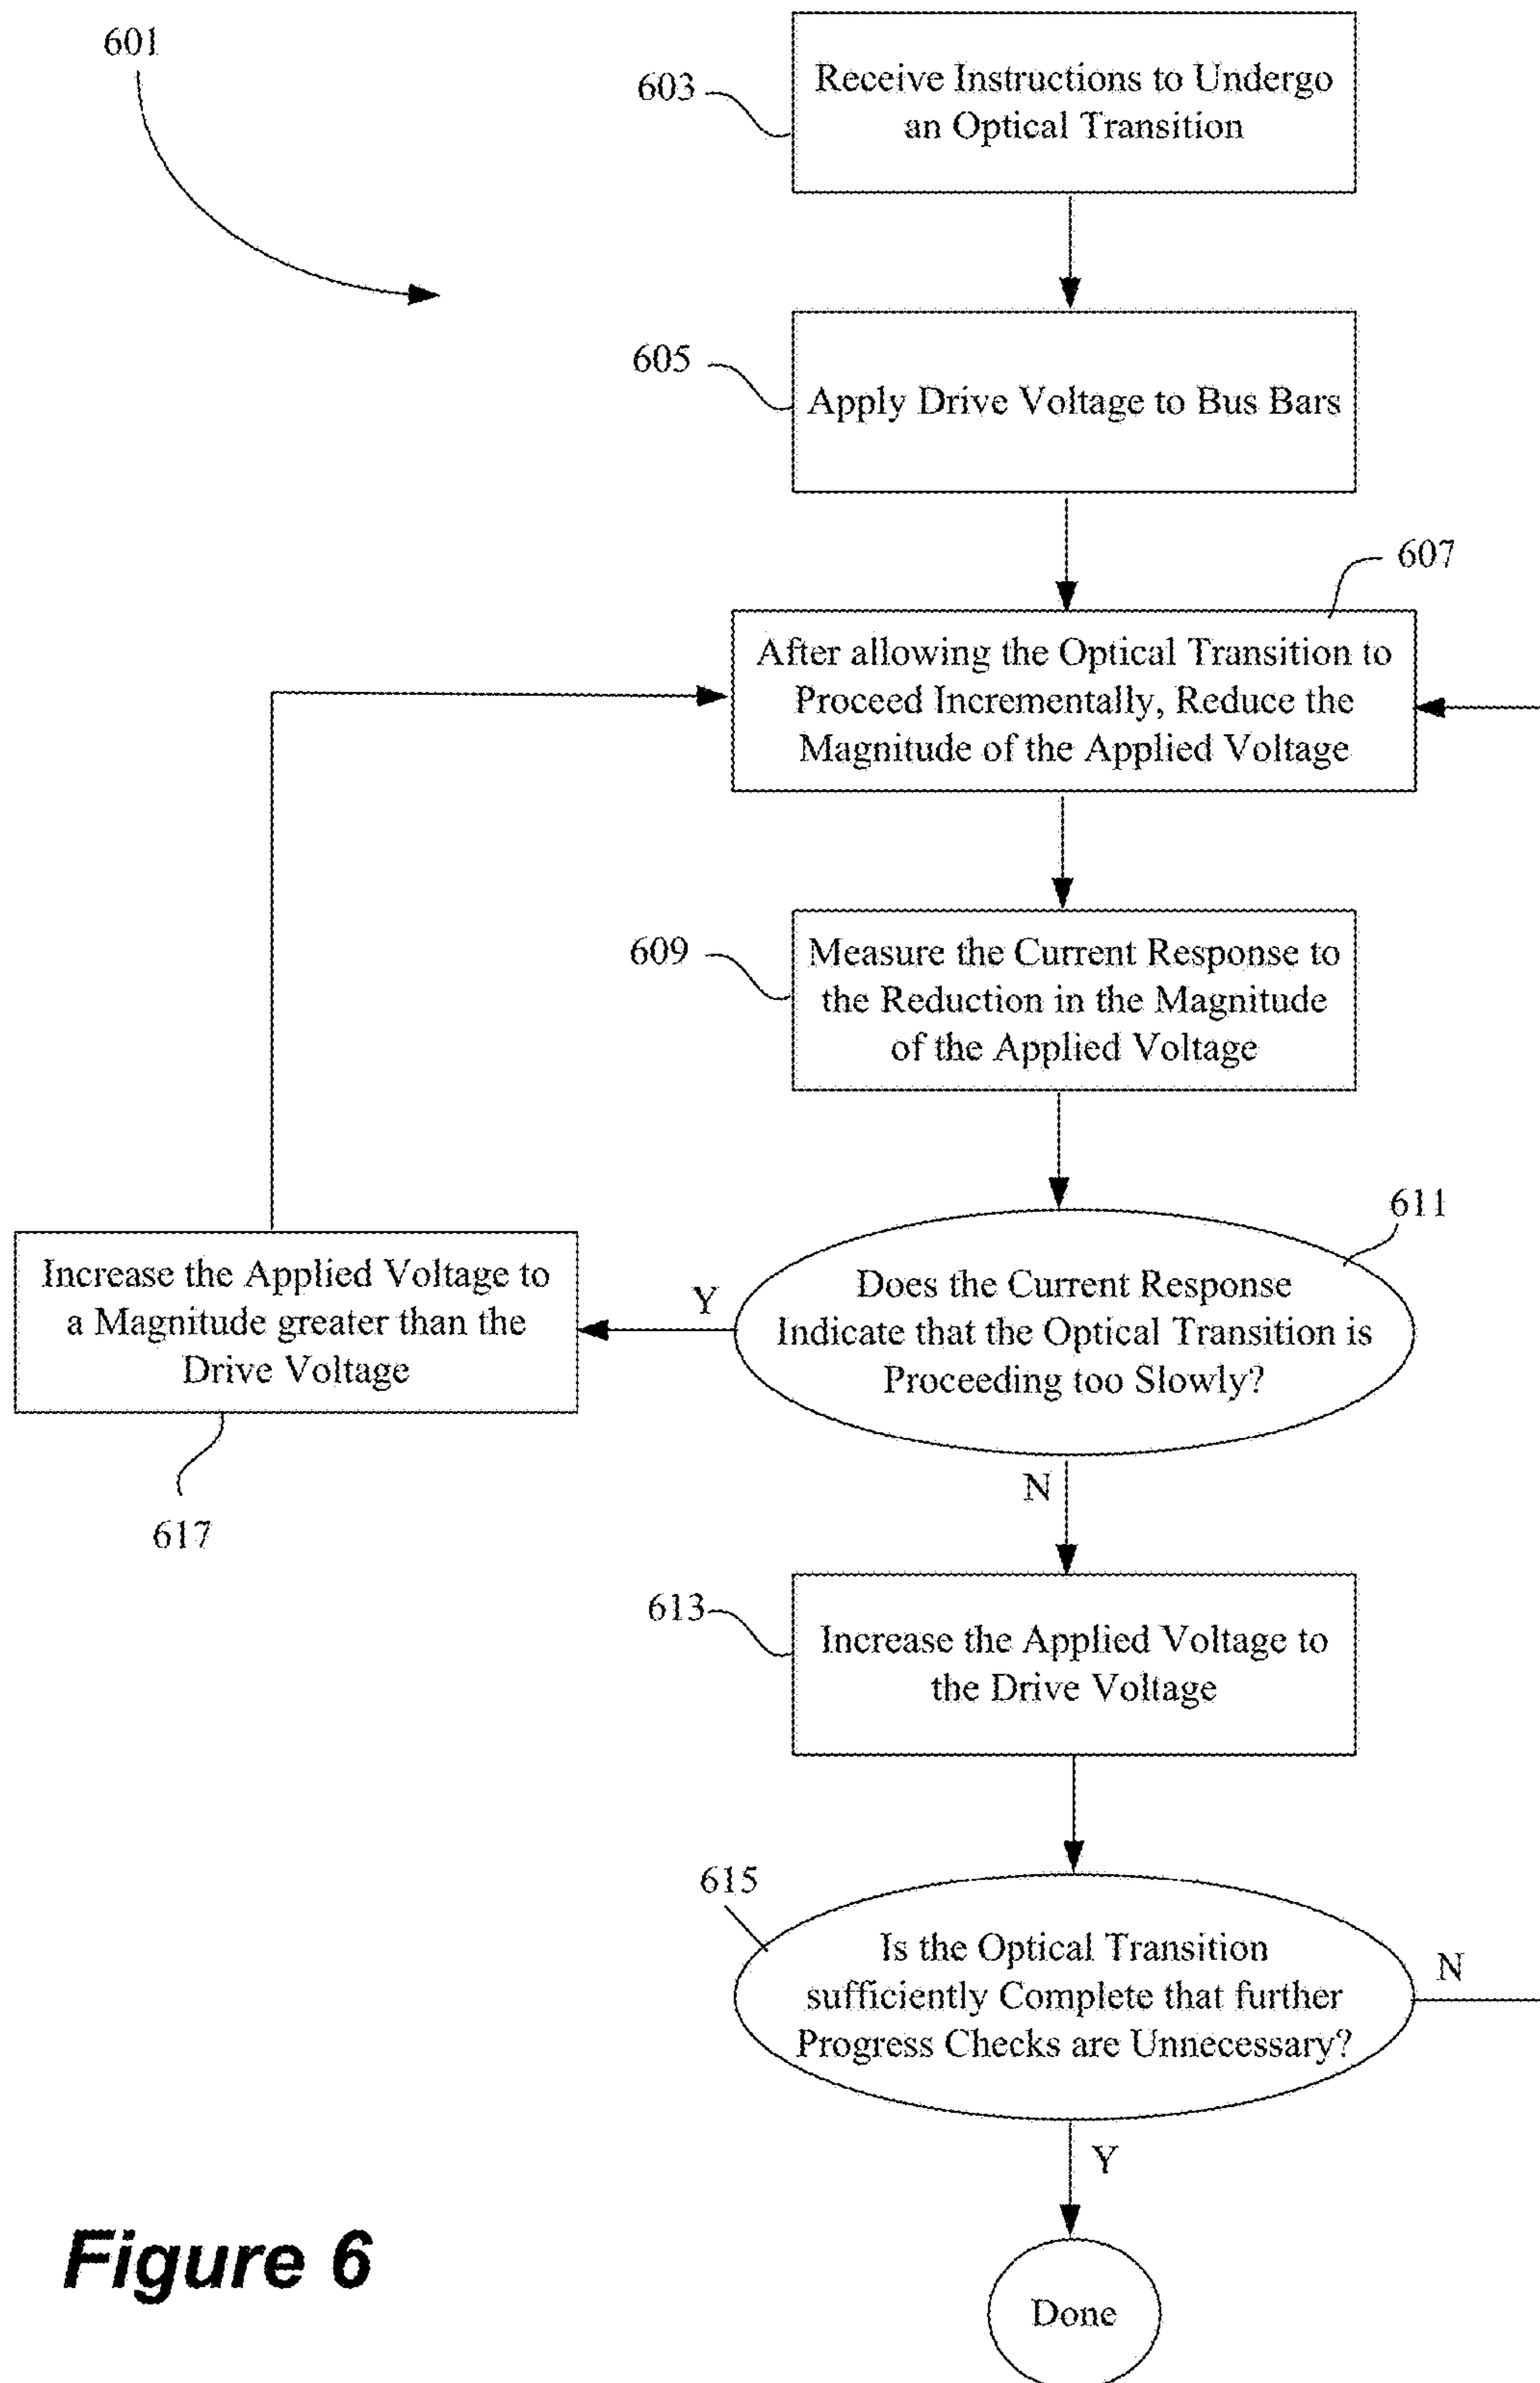 601
603
Receive Instructions to Undergo
an Optical Transition
605
Apply Drive Voltage to Bus Bars
607
After allowing the Optical Transition to
Proceed Incrementally, Reduce the
Magnitude of the Applied Voltage
609
Measure the Current Response to
the Reduction in the Magnitude
of the Applied Voltage
611
Does the Current Response
Indicate that the Optical Transition is
Proceeding too Slowly?
Y
Increase the Applied Voltage to
a Magnitude greater than the
Drive Voltage
617
N
613
Increase the Applied Voltage to
the Drive Voltage
615
Is the Optical Transition
sufficiently Complete that further
Progress Checks are Unnecessary?
N
Y
Done
Figure 6